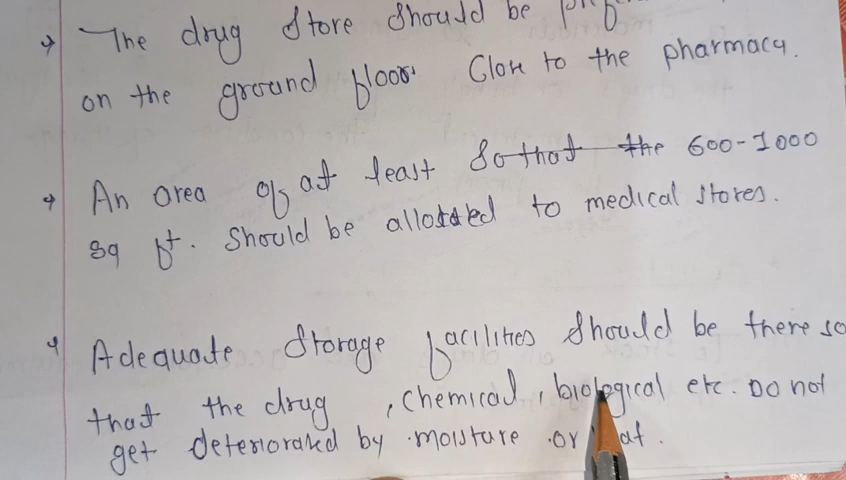 → The drug store should be
on the ground floor. Close to the pharmacy.
→ An area of at least ~~So that the~~ 600-1000
sq ft. should be allotted to medical stores.
→ Adequate storage facilities should be there so
that the drug, chemical, biological etc. Do not
get deteriorated by moisture or